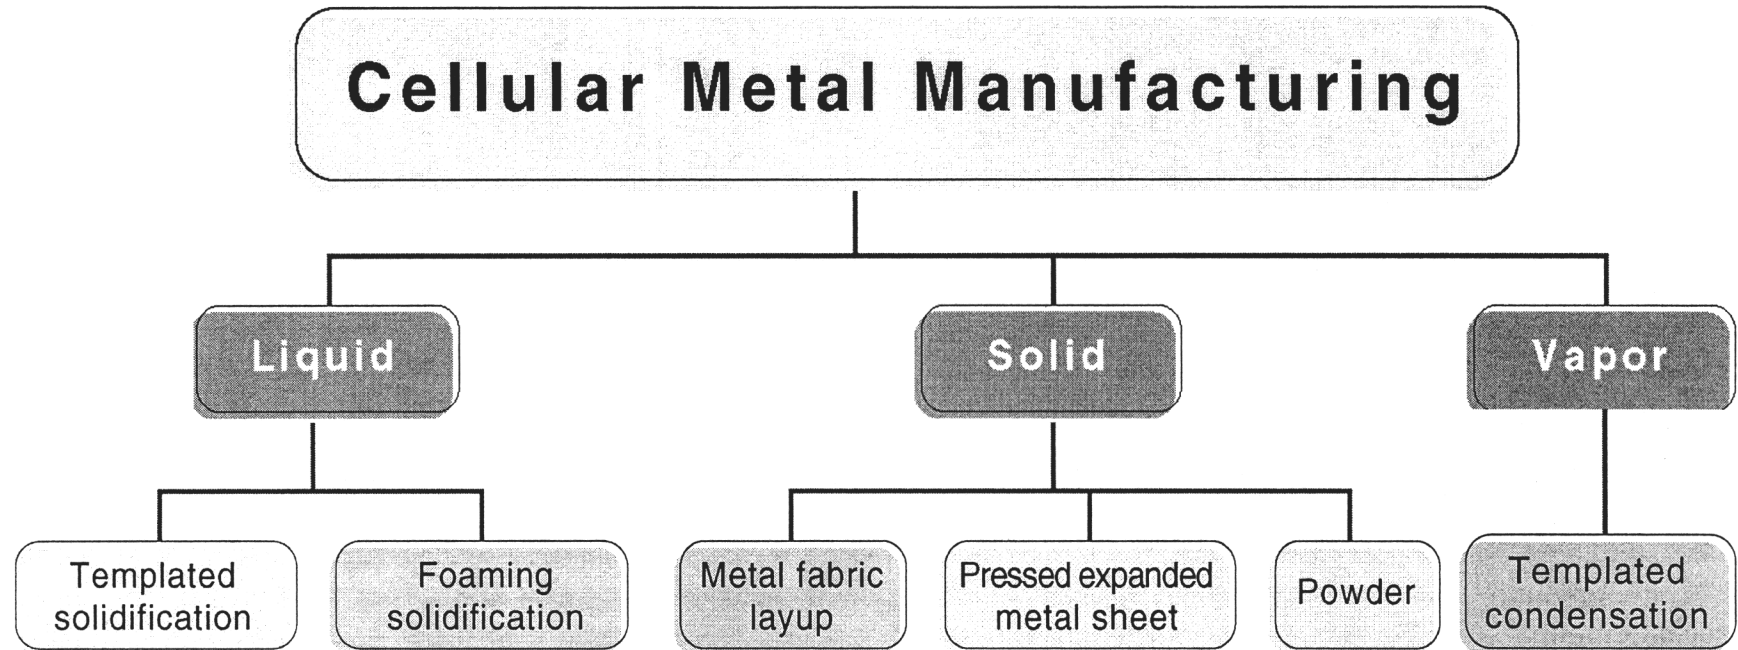 Cellular Metal Manufacturing
Liquid
Solid
Vapor
Templated
solidification
Foaming
solidification
Metal fabric
layup
Pressed expanded
metal sheet
Powder
Templated
condensation